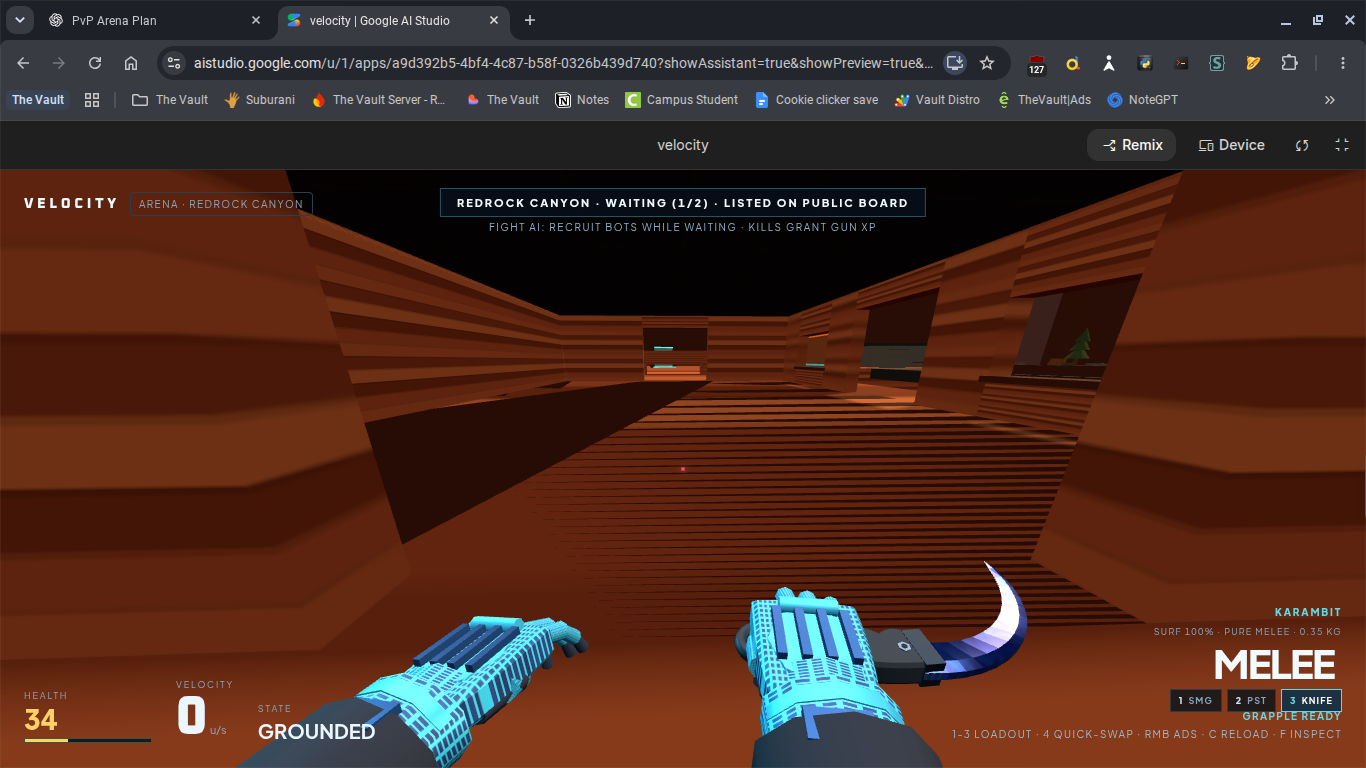 PvP Arena Plan
velocity | Google AI Studio
aistudio.google.com/u/1/apps/a9d392b5-4bf4-4c87-b58f-0326b439d740?showAssistant=true&showPreview=true&...
127
The Vault
The Vault
Suburani
The Vault Server - R...
The Vault
Notes
Campus Student
Cookie clicker save
Vault Distro
TheVault|Ads
NoteGPT
velocity
Remix
Device
VELOCITY
ARENA · REDROCK CANYON
REDROCK CANYON · WAITING (1/2) · LISTED ON PUBLIC BOARD
FIGHT AI: RECRUIT BOTS WHILE WAITING · KILLS GRANT GUN XP
HEALTH
34
VELOCITY
0 u/s
STATE
GROUNDED
KARAMBIT
SURF 100% · PURE MELEE · 0.35 KG
MELEE
1 SMG
2 PST
3 KNIFE
GRAPPLE READY
1-3 LOADOUT · 4 QUICK-SWAP · RMB ADS · C RELOAD · F INSPECT